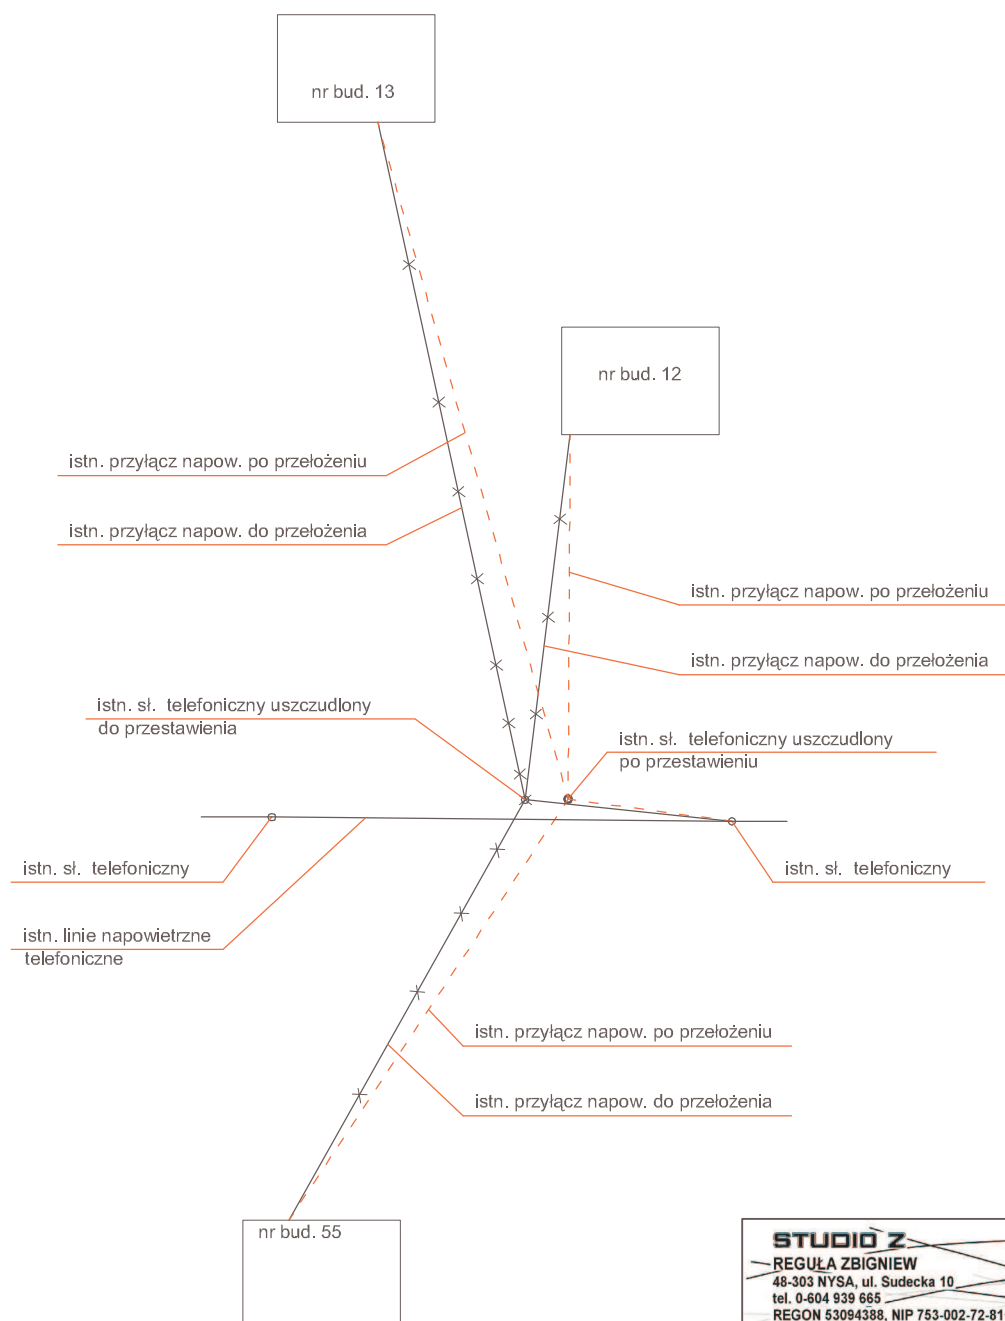 nr bud. 13
nr bud. 12
istn. przyłącz napow. po przełożeniu
istn. przyłącz napow. do przełożenia
istn. przyłącz napow. po przełożeniu
istn. przyłącz napow. do przełożenia
istn. sł. telefoniczny uszczudlony
do przestawienia
istn. sł. telefoniczny uszczudlony
po przestawieniu
istn. sł. telefoniczny
istn. sł. telefoniczny
istn. linie napowietrzne
telefoniczne
istn. przyłącz napow. po przełożeniu
istn. przyłącz napow. do przełożenia
nr bud. 55
STUDIO Z
REGUŁA ZBIGNIEW
48-303 NYSA, ul. Sudecka 10
tel. 0-604 939 665
REGON 53094388, NIP 753-002-72-81